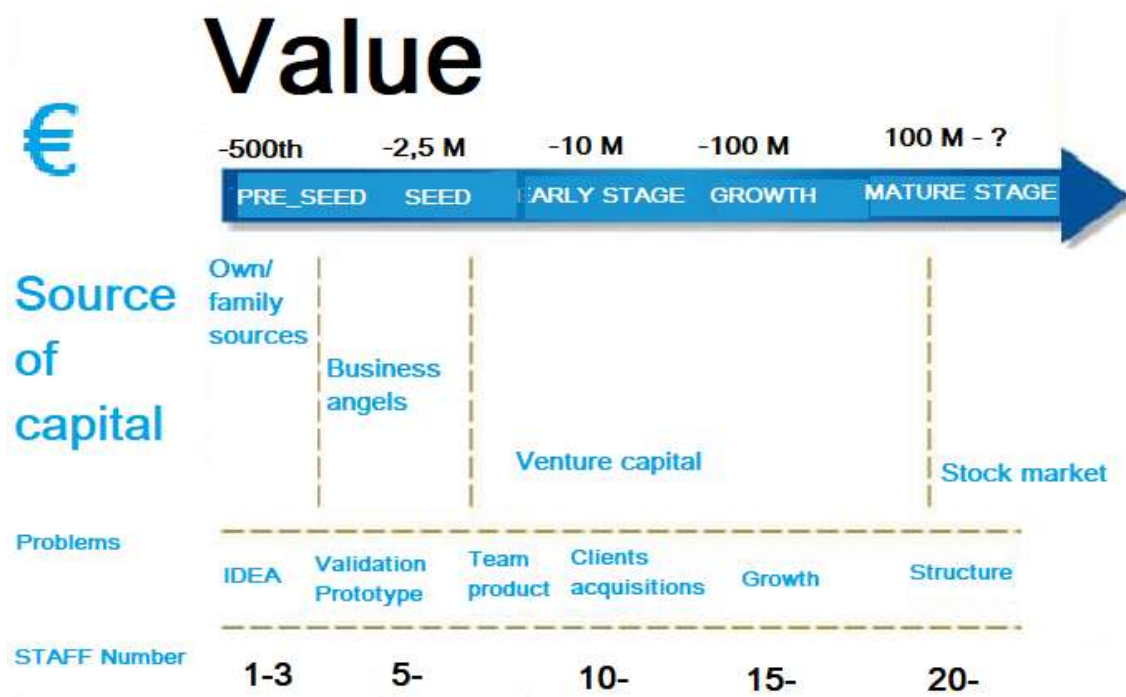 Value
€
-500th -2,5 M -10 M -100 M 100 M - ?
PRE_SEED SEED EARLY STAGE GROWTH MATURE STAGE
Source
of
capital
Own/
family
sources
Business
angels
Venture capital
Stock market
Problems
IDEA
Validation
Prototype
Team
product
Clients
acquisitions
Growth
Structure
STAFF Number
1-3 5- 10- 15- 20-